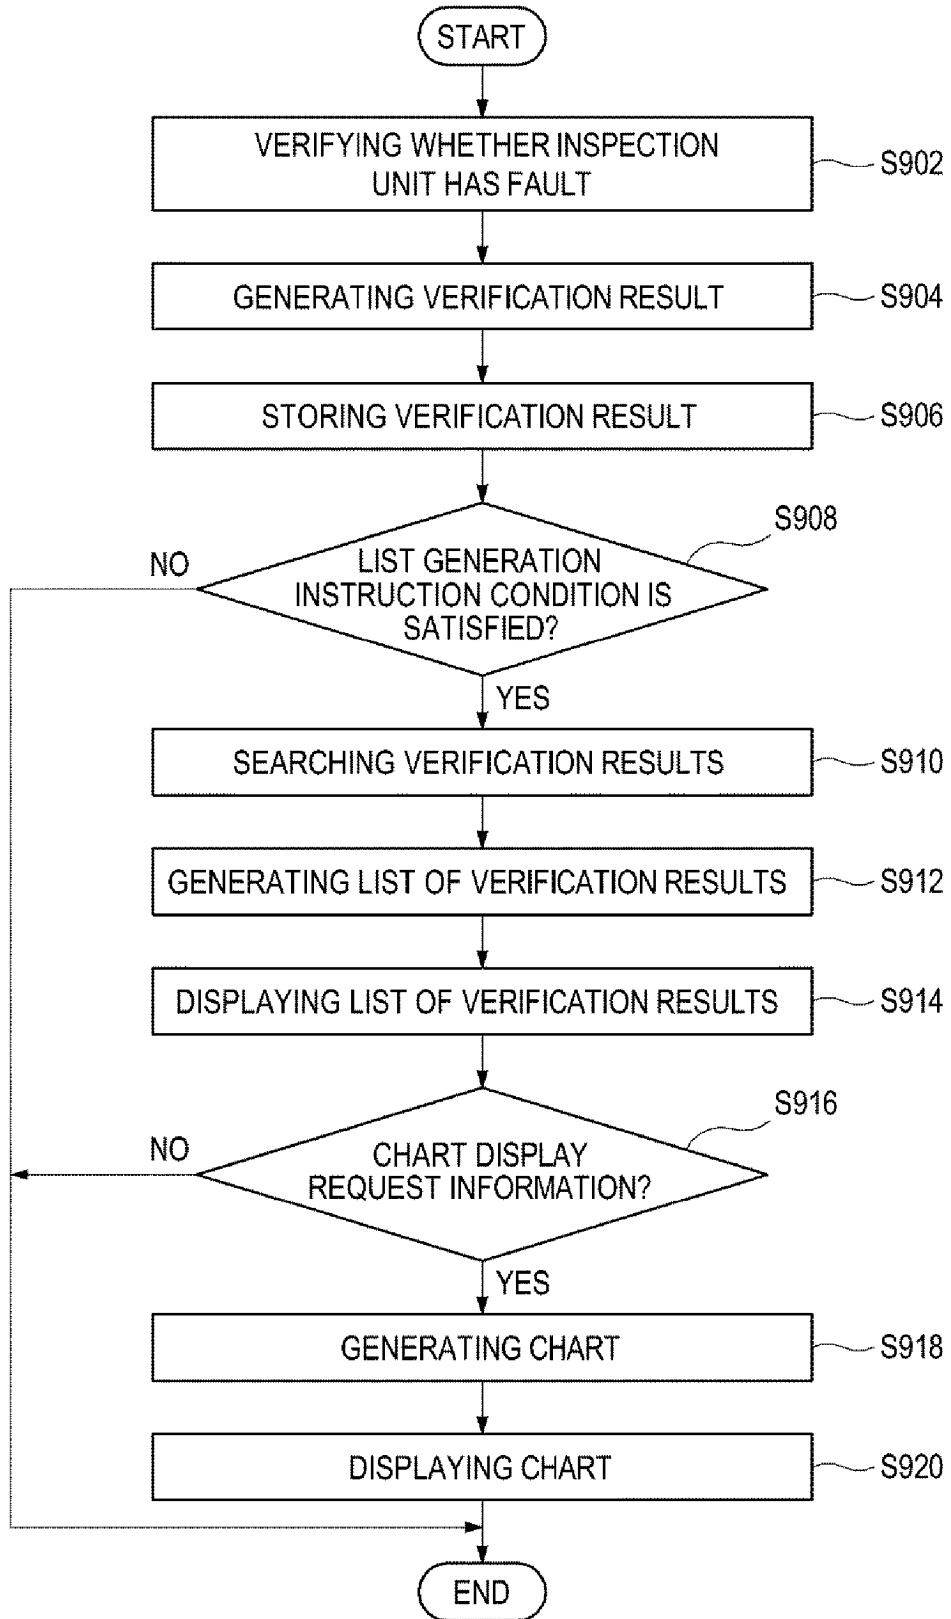 START
VERIFYING WHETHER INSPECTION
UNIT HAS FAULT
S902
GENERATING VERIFICATION RESULT
S904
STORING VERIFICATION RESULT
S906
S908
NO
LIST GENERATION
INSTRUCTION CONDITION IS
SATISFIED?
YES
SEARCHING VERIFICATION RESULTS
S910
GENERATING LIST OF VERIFICATION RESULTS
S912
DISPLAYING LIST OF VERIFICATION RESULTS
S914
S916
NO
CHART DISPLAY
REQUEST INFORMATION?
YES
GENERATING CHART
S918
DISPLAYING CHART
S920
END